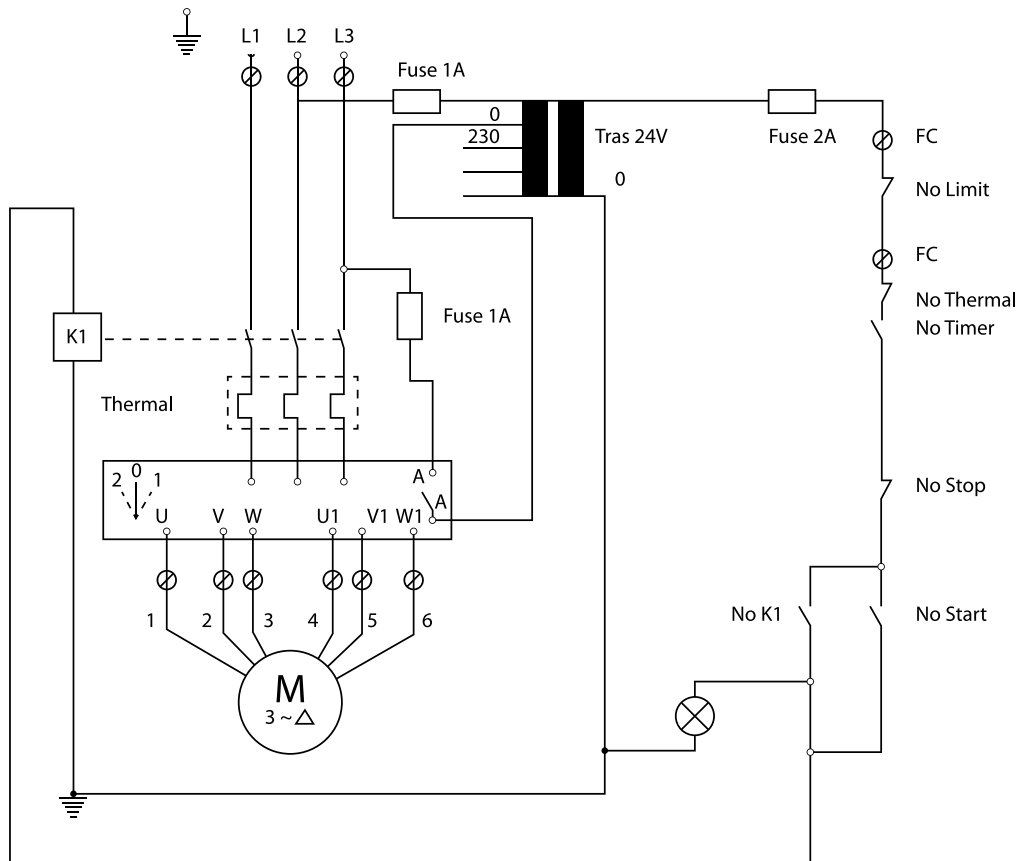 L1 L2 L3
Fuse 1A
0
230
Tras 24V
0
Fuse 2A
FC
No Limit
FC
No Thermal
No Timer
Fuse 1A
K1
Thermal
2 0 1
A
A
U V W U1 V1 W1
No Stop
1 2 3 4 5 6
No K1
No Start
M
3 ~ △